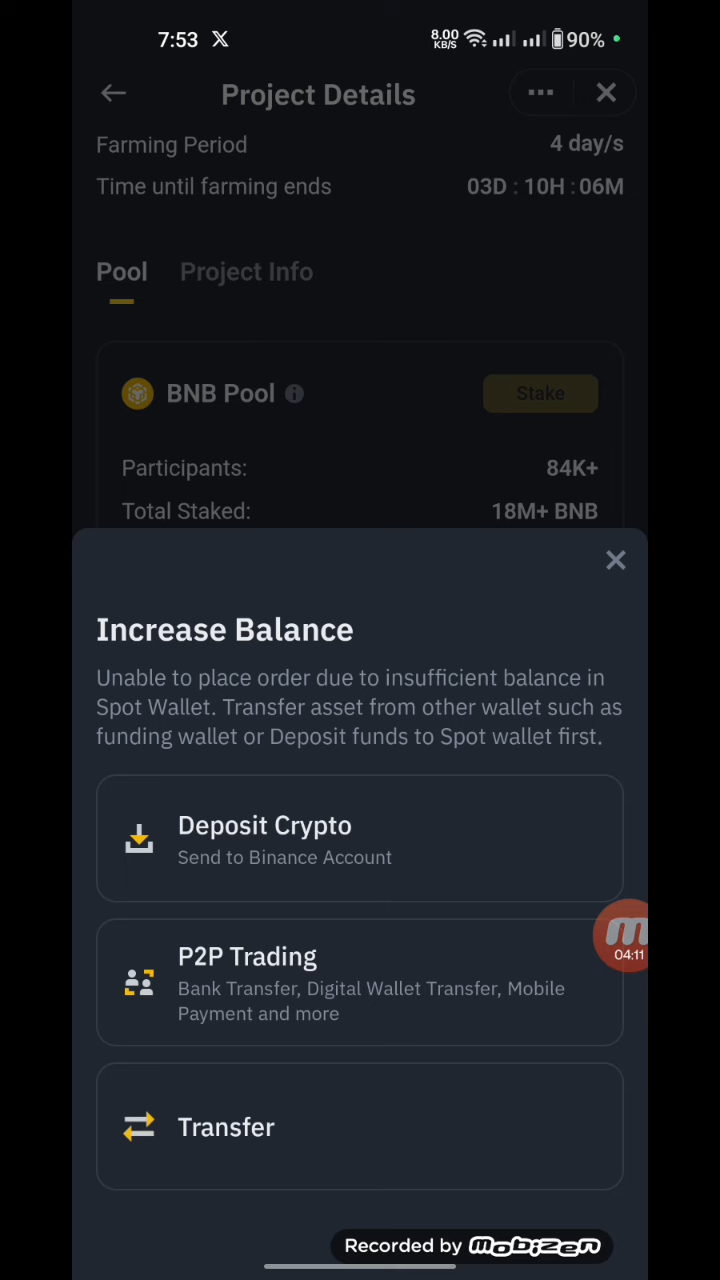 7:53 X 8.00 KB/S 90%
Project Details
Farming Period 4 day/s
Time until farming ends 03D : 10H : 06M
Pool Project Info
BNB Pool Stake
Participants: 84K+
Total Staked: 18M+ BNB
Increase Balance
Unable to place order due to insufficient balance in
Spot Wallet. Transfer asset from other wallet such as
funding wallet or Deposit funds to Spot wallet first.
Deposit Crypto
Send to Binance Account
P2P Trading
Bank Transfer, Digital Wallet Transfer, Mobile
Payment and more
m
04:11
Transfer
Recorded by mobizen